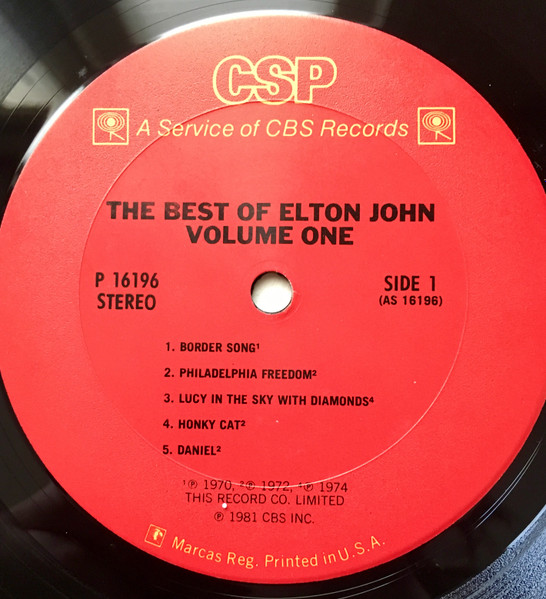 CSP
A Service of CBS Records
THE BEST OF ELTON JOHN
VOLUME ONE
P 16196
STEREO
SIDE 1
(AS 16196)
1. BORDER SONG¹
2. PHILADELPHIA FREEDOM²
3. LUCY IN THE SKY WITH DIAMONDS⁴
4. HONKY CAT²
5. DANIEL²
¹℗ 1970, ²℗ 1972, ⁴℗ 1974
THIS RECORD CO. LIMITED
℗ 1981 CBS INC.
Marcas Reg. Printed in U.S.A.